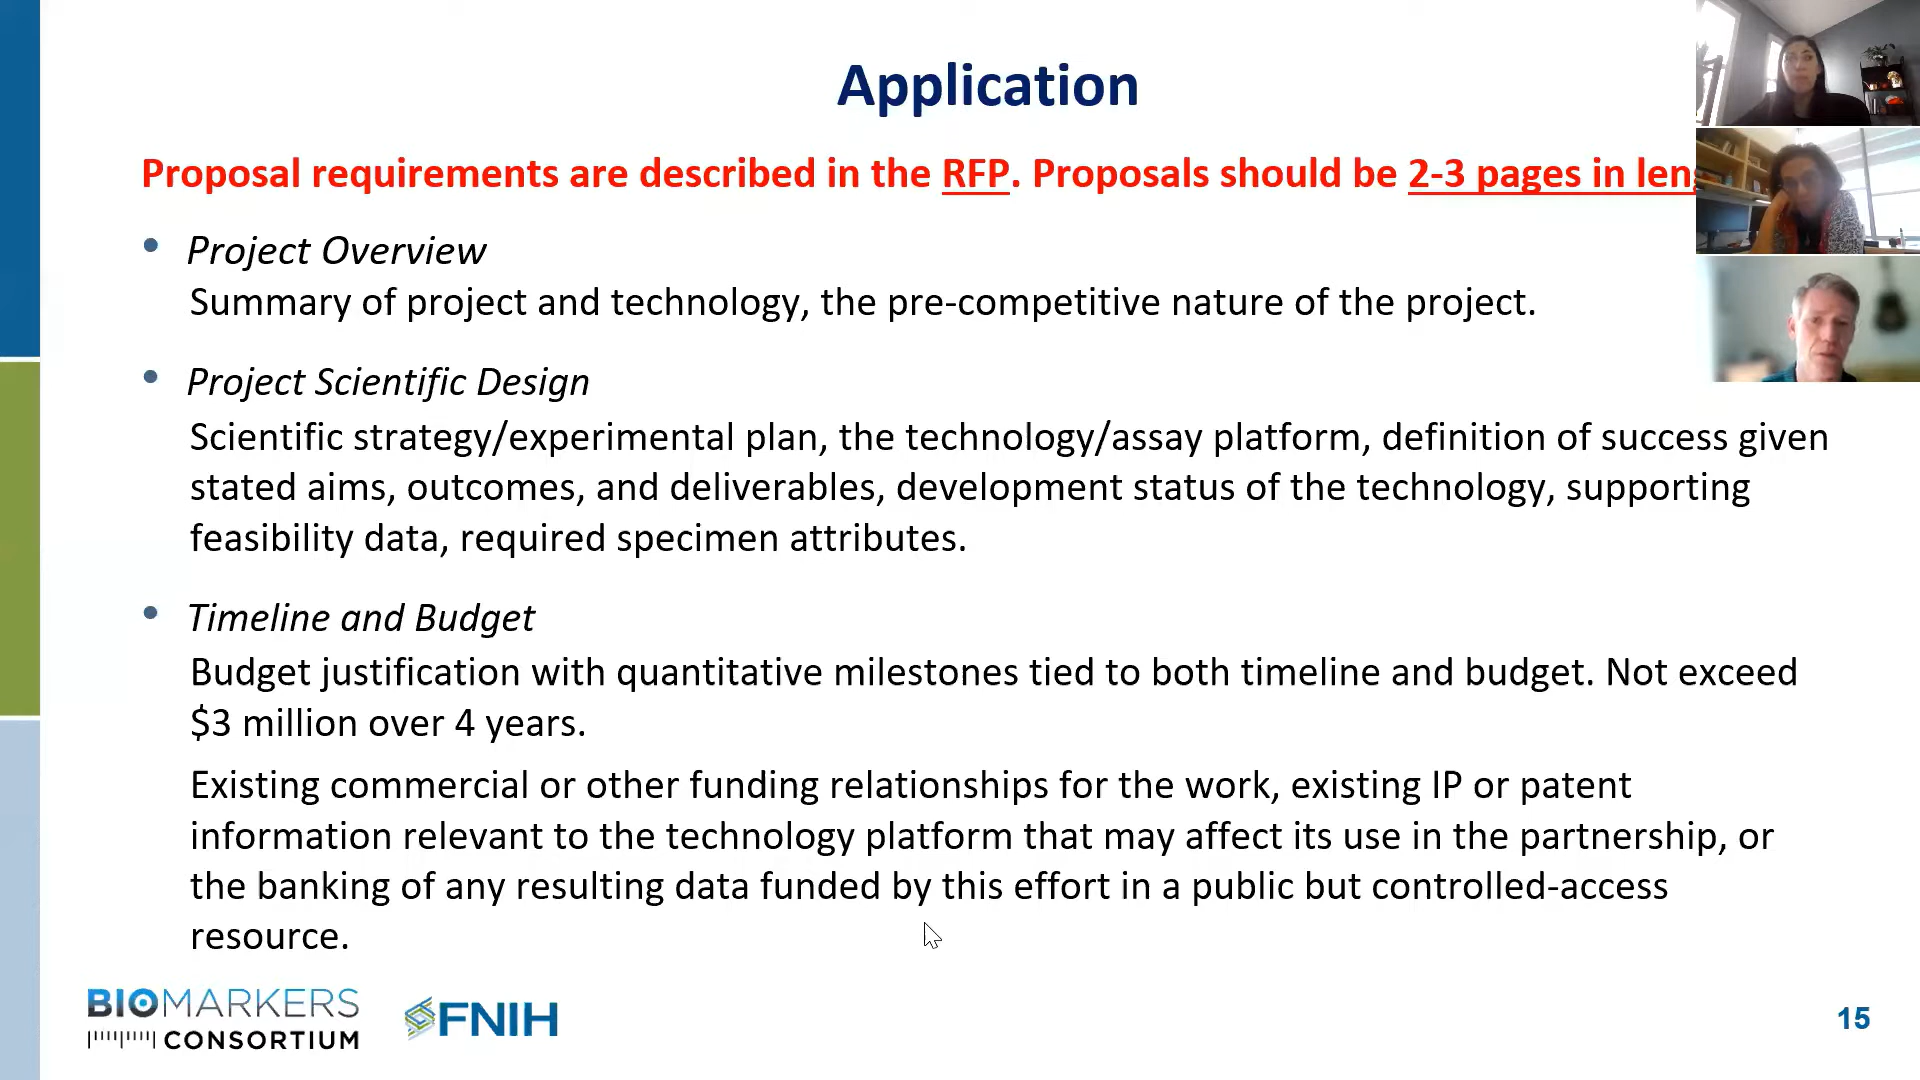 Application
Proposal requirements are described in the RFP. Proposals should be 2-3 pages in
• Project Overview
Summary of project and technology, the pre-competitive nature of the project.
• Project Scientific Design
Scientific strategy/experimental plan, the technology/assay platform, definition of success given
stated aims, outcomes, and deliverables, development status of the technology, supporting
feasibility data, required specimen attributes.
• Timeline and Budget
Budget justification with quantitative milestones tied to both timeline and budget. Not exceed
$3 million over 4 years.
Existing commercial or other funding relationships for the work, existing IP or patent
information relevant to the technology platform that may affect its use in the partnership, or
the banking of any resulting data funded by this effort in a public but controlled-access
resource.
BIOMARKERS
CONSORTIUM
FNIH
15